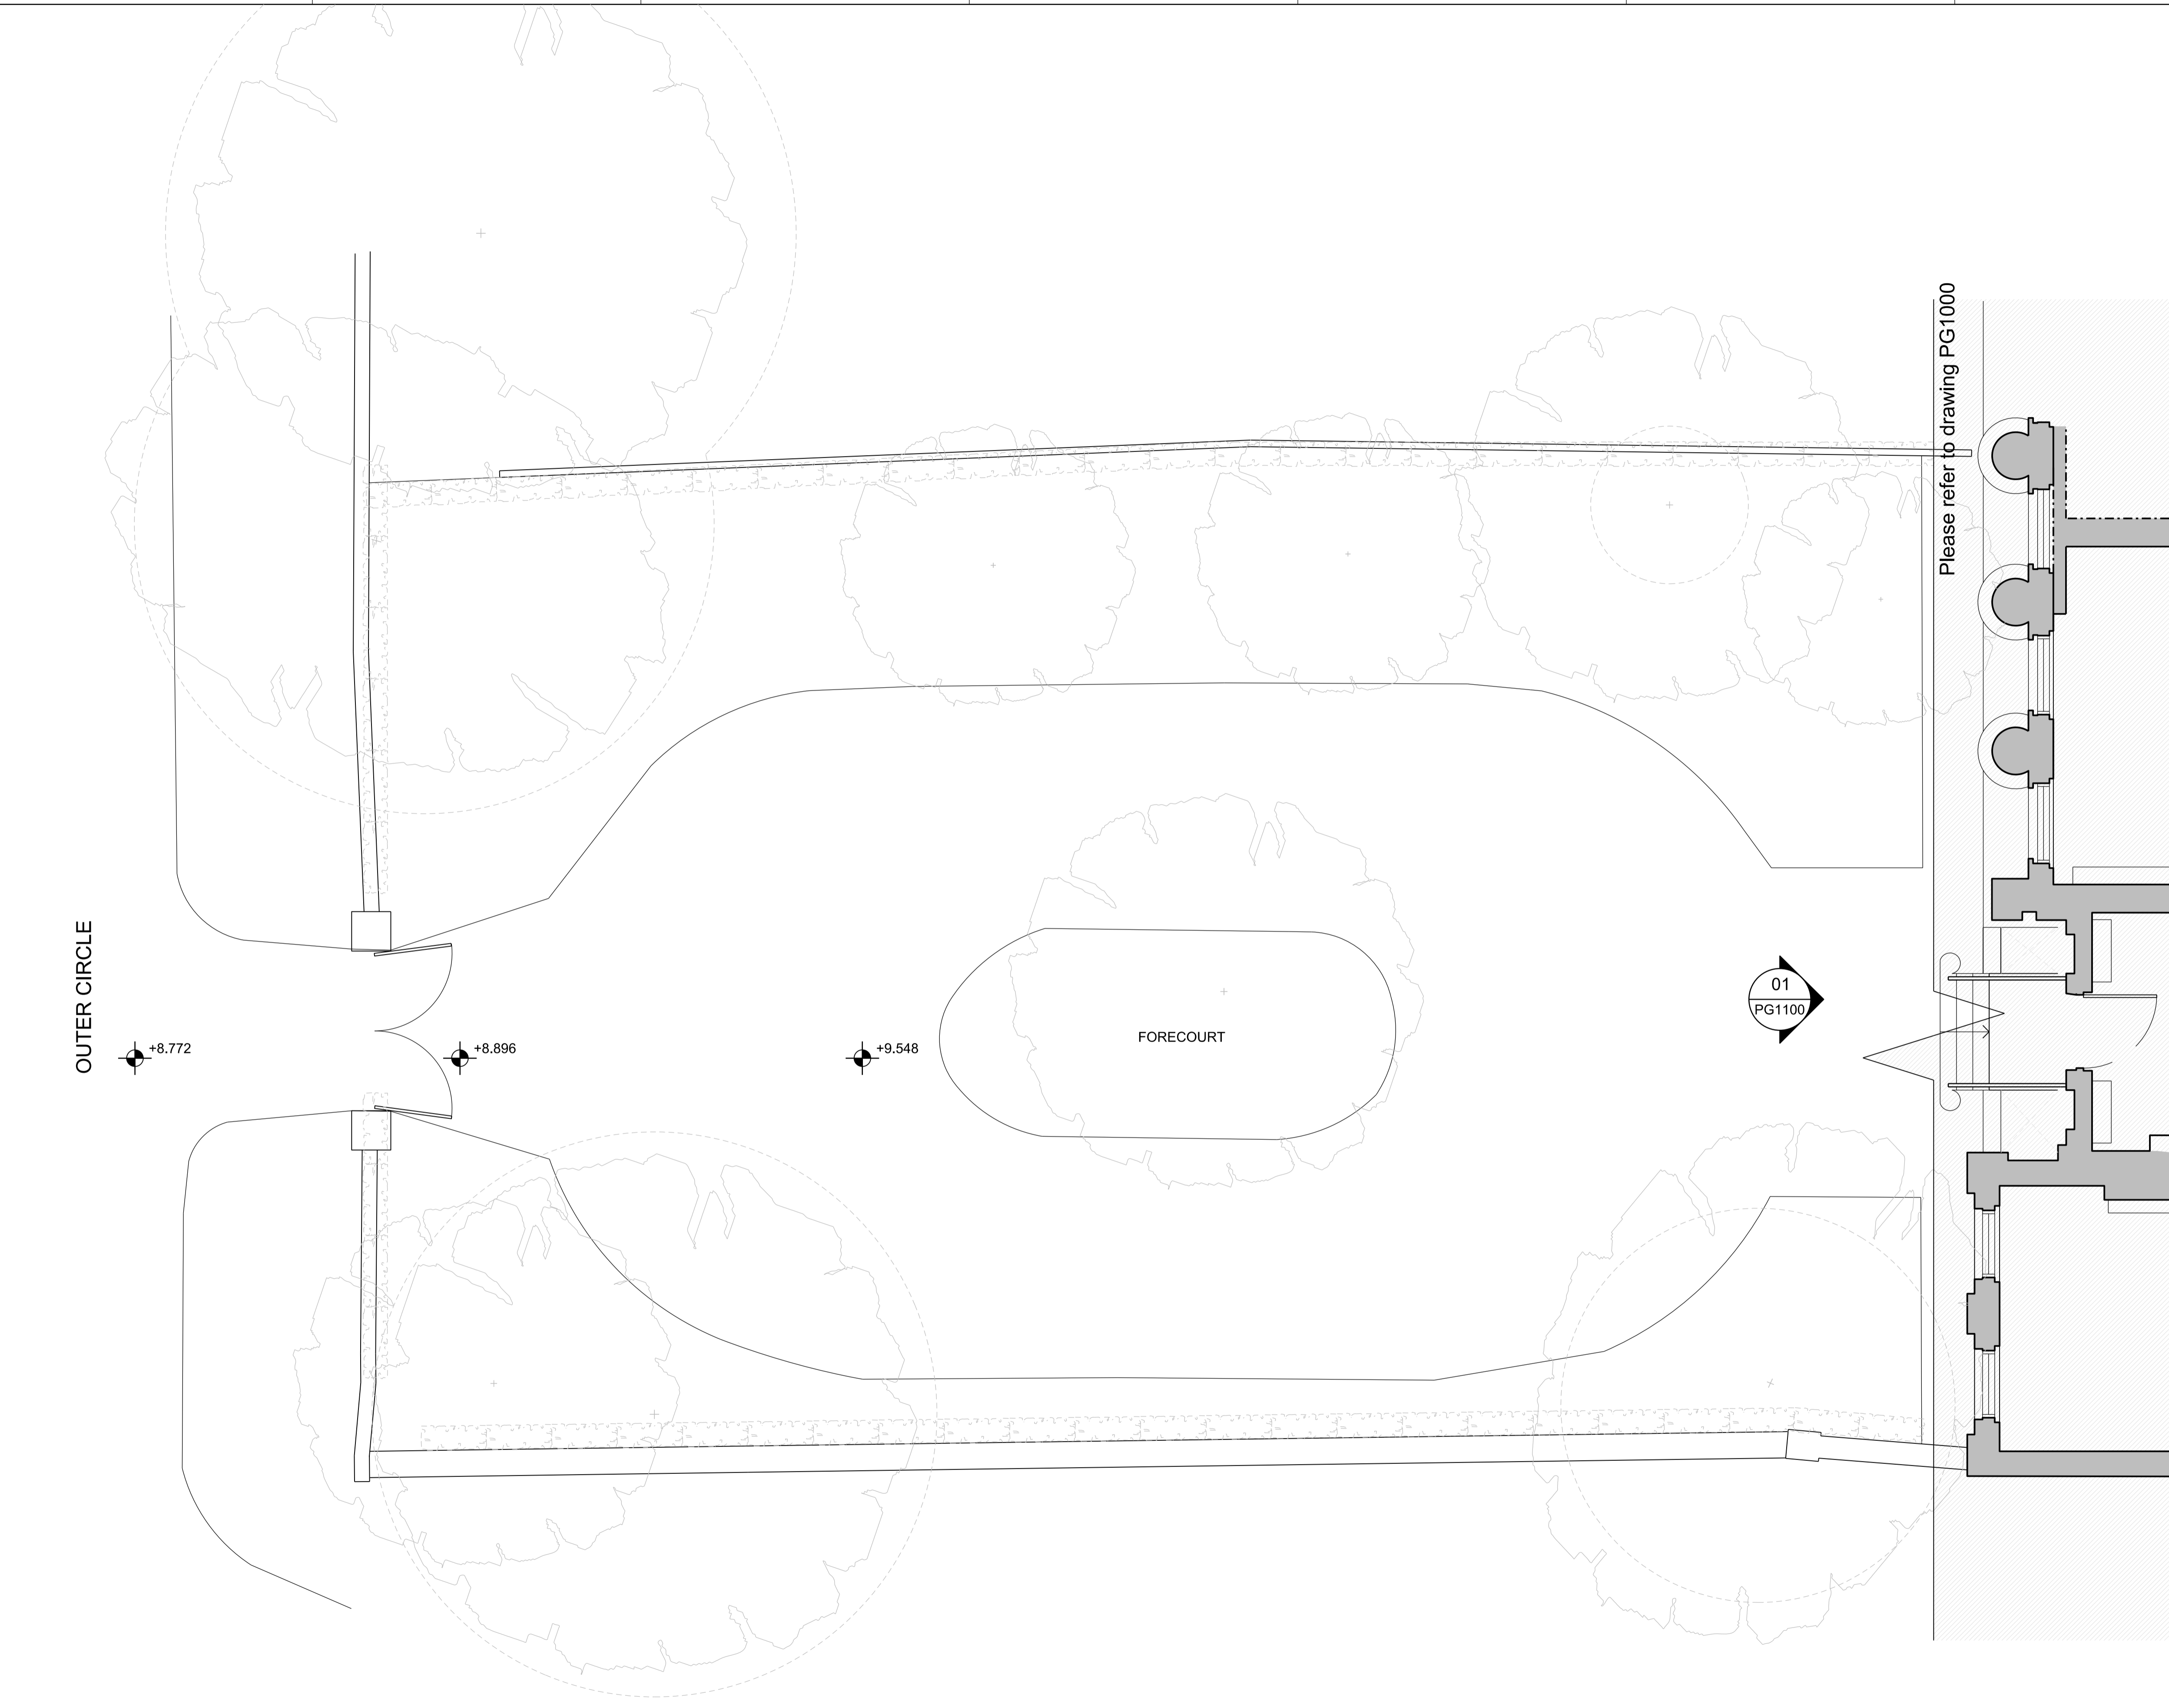 Please refer to drawing PG1000
OUTER CIRCLE
01
PG1100
FORECOURT
+8.772
+8.896
+9.548